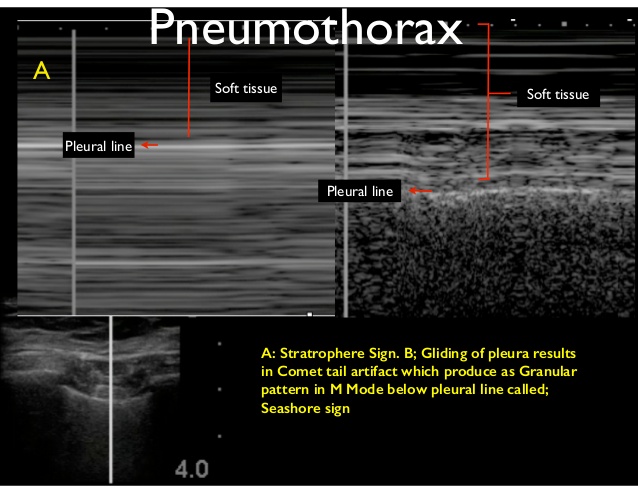 Pneumothorax
A
Soft tissue
Soft tissue
Pleural line
Pleural line
A: Stratrophere Sign. B; Gliding of pleura results
in Comet tail artifact which produce as Granular
pattern in M Mode below pleural line called;
Seashore sign
4.0